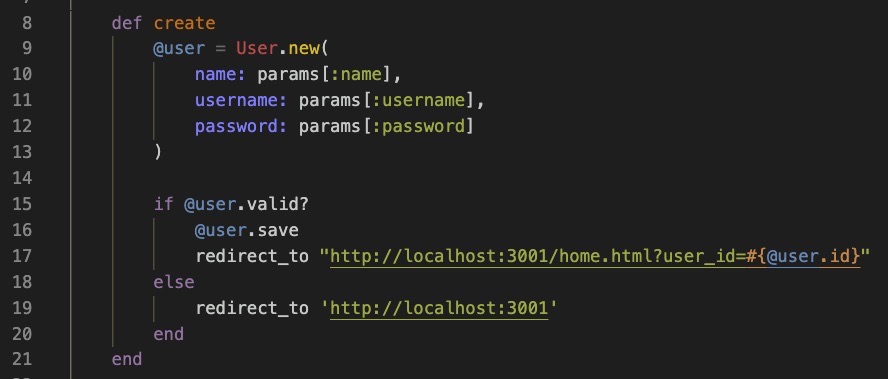 8 def create
9 @user = User.new(
10 name: params[:name],
11 username: params[:username],
12 password: params[:password]
13 )
14
15 if @user.valid?
16 @user.save
17 redirect_to "http://localhost:3001/home.html?user_id=#{@user.id}"
18 else
19 redirect_to 'http://localhost:3001'
20 end
21 end